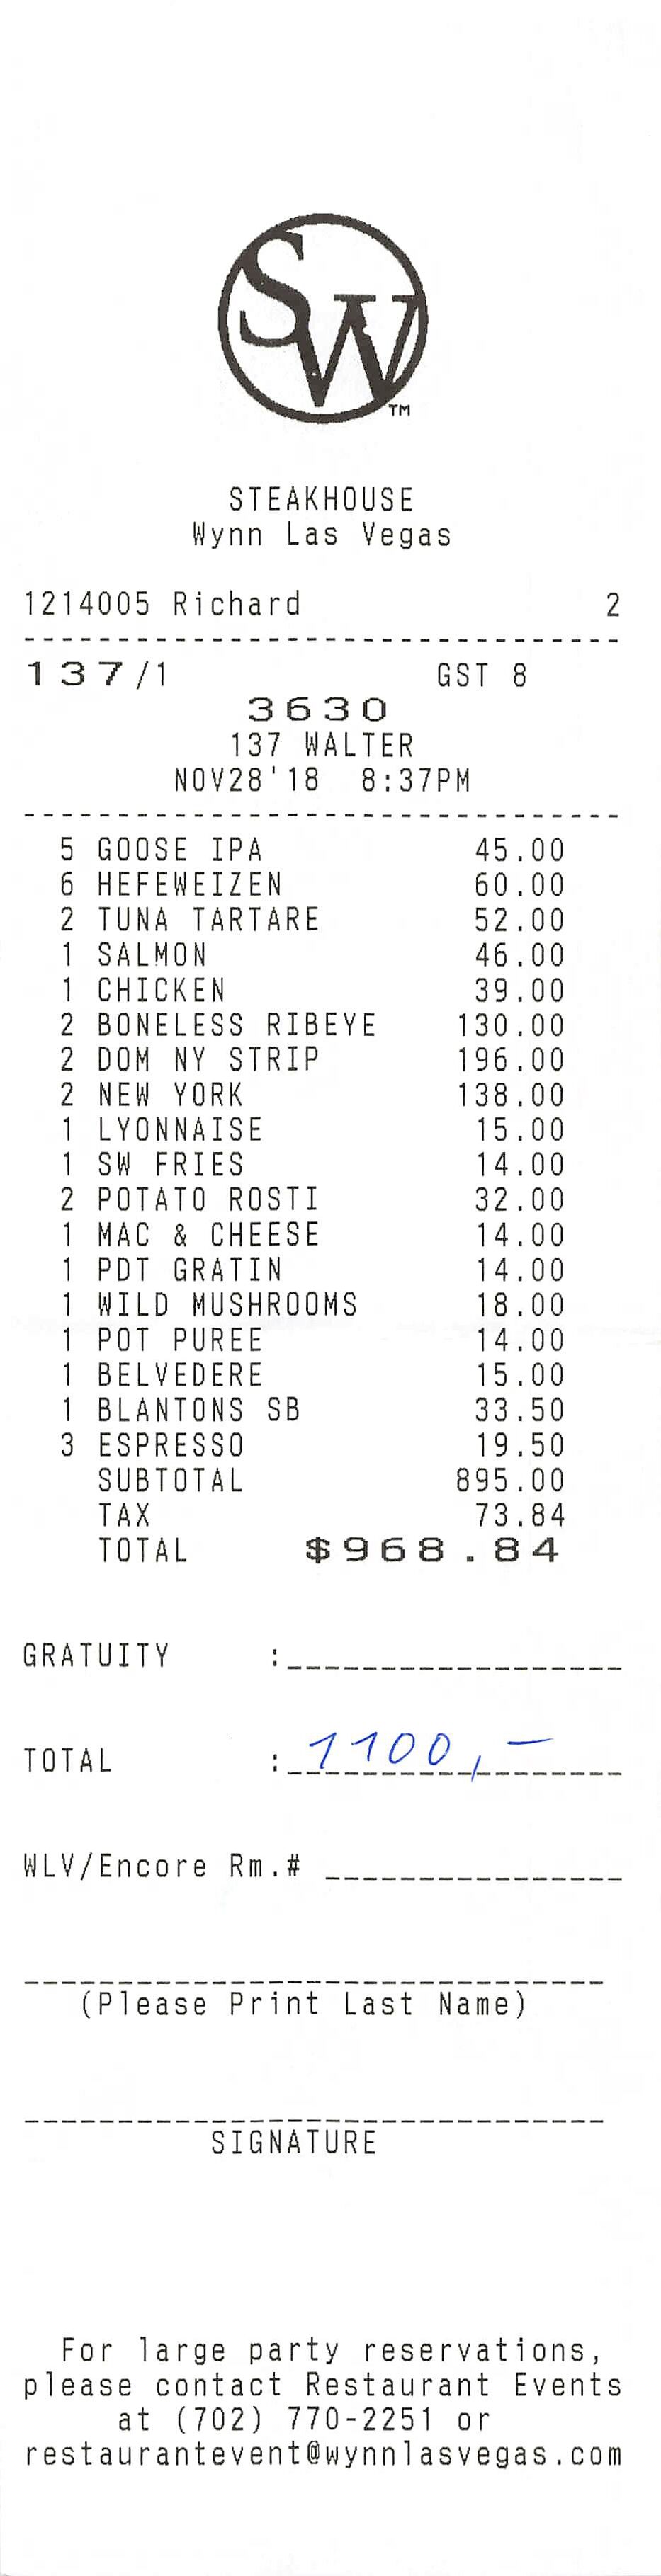 SW
TM
STEAKHOUSE
Wynn Las Vegas
1214005 Richard 2
--------------------------------
137/1 GST 8
3630
137 WALTER
NOV28'18 8:37PM
--------------------------------
5 GOOSE IPA 45.00
6 HEFEWEIZEN 60.00
2 TUNA TARTARE 52.00
1 SALMON 46.00
1 CHICKEN 39.00
2 BONELESS RIBEYE 130.00
2 DOM NY STRIP 196.00
2 NEW YORK 138.00
1 LYONNAISE 15.00
1 SW FRIES 14.00
2 POTATO ROSTI 32.00
1 MAC & CHEESE 14.00
1 PDT GRATIN 14.00
1 WILD MUSHROOMS 18.00
1 POT PUREE 14.00
1 BELVEDERE 15.00
1 BLANTONS SB 33.50
3 ESPRESSO 19.50
SUBTOTAL 895.00
TAX 73.84
TOTAL $968.84
GRATUITY :__________________
TOTAL : 1100,-
WLV/Encore Rm.# ________________
(Please Print Last Name)
SIGNATURE
For large party reservations,
please contact Restaurant Events
at (702) 770-2251 or
restaurantevent@wynnlasvegas.com